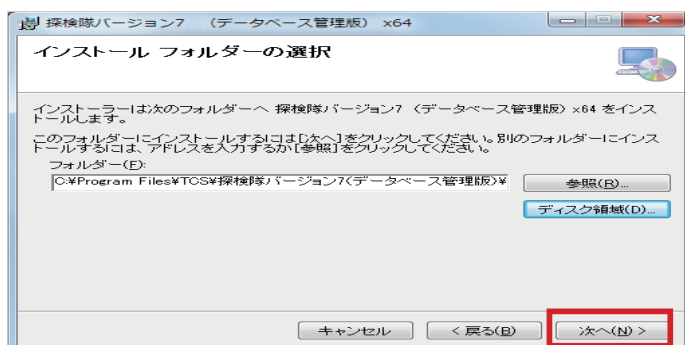 探検隊バージョン7 （データベース管理版） x64
インストール フォルダーの選択
インストーラーは次のフォルダーへ 探検隊バージョン7 （データベース管理版） x64 をインス
トールします。
このフォルダーにインストールするには[次へ]をクリックしてください。別のフォルダーにインス
トールするには、アドレスを入力するか[参照]をクリックしてください。
フォルダー(F):
C:¥Program Files¥TCS¥探検隊バージョン7(データベース管理版)¥
参照(R)...
ディスク領域(D)...
キャンセル
< 戻る(B)
次へ(N) >